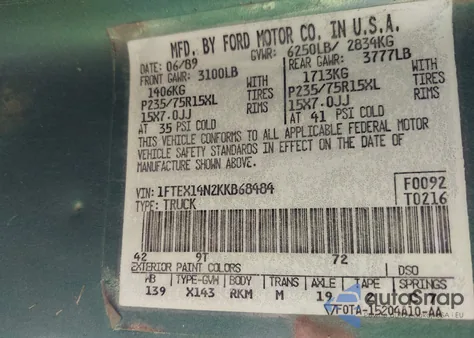 MFD. BY FORD MOTOR CO. IN U.S.A.
DATE: 06/89 GVWR: 6250LB/ 2834KG
FRONT GAWR: 3100LB REAR GAWR: 3777LB
1406KG WITH 1713KG WITH
P235/75R15XL TIRES P235/75R15XL TIRES
15X7.0JJ RIMS 15X7.0JJ RIMS
AT 35 PSI COLD AT 41 PSI COLD
THIS VEHICLE CONFORMS TO ALL APPLICABLE FEDERAL MOTOR
VEHICLE SAFETY STANDARDS IN EFFECT ON THE DATE OF
MANUFACTURE SHOWN ABOVE.
VIN: 1FTEX14N2KKB68484 F0092
TYPE: TRUCK T0216
42 9T 72
EXTERIOR PAINT COLORS DSO
WB TYPE-GVW BODY TRANS AXLE TAPE SPRINGS
139 X143 RKM M 19
autoSnap
F0TA-15204A10-AA